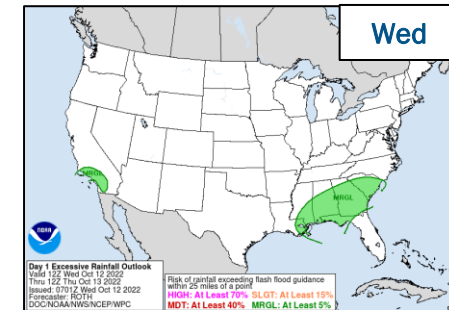 Wed
MRGL
MRGL
NOAA
Day 1 Excessive Rainfall Outlook
Valid 12Z Wed Oct 12 2022
Thru 12Z Thu Oct 13 2022
Issued: 0701Z Wed Oct 12 2022
Forecaster: ROTH
DOC/NOAA/NWS/NCEP/WPC
Risk of rainfall exceeding flash flood guidance
within 25 miles of a point
HIGH: At Least 70% SLGT: At Least 15%
MDT: At Least 40% MRGL: At Least 5%